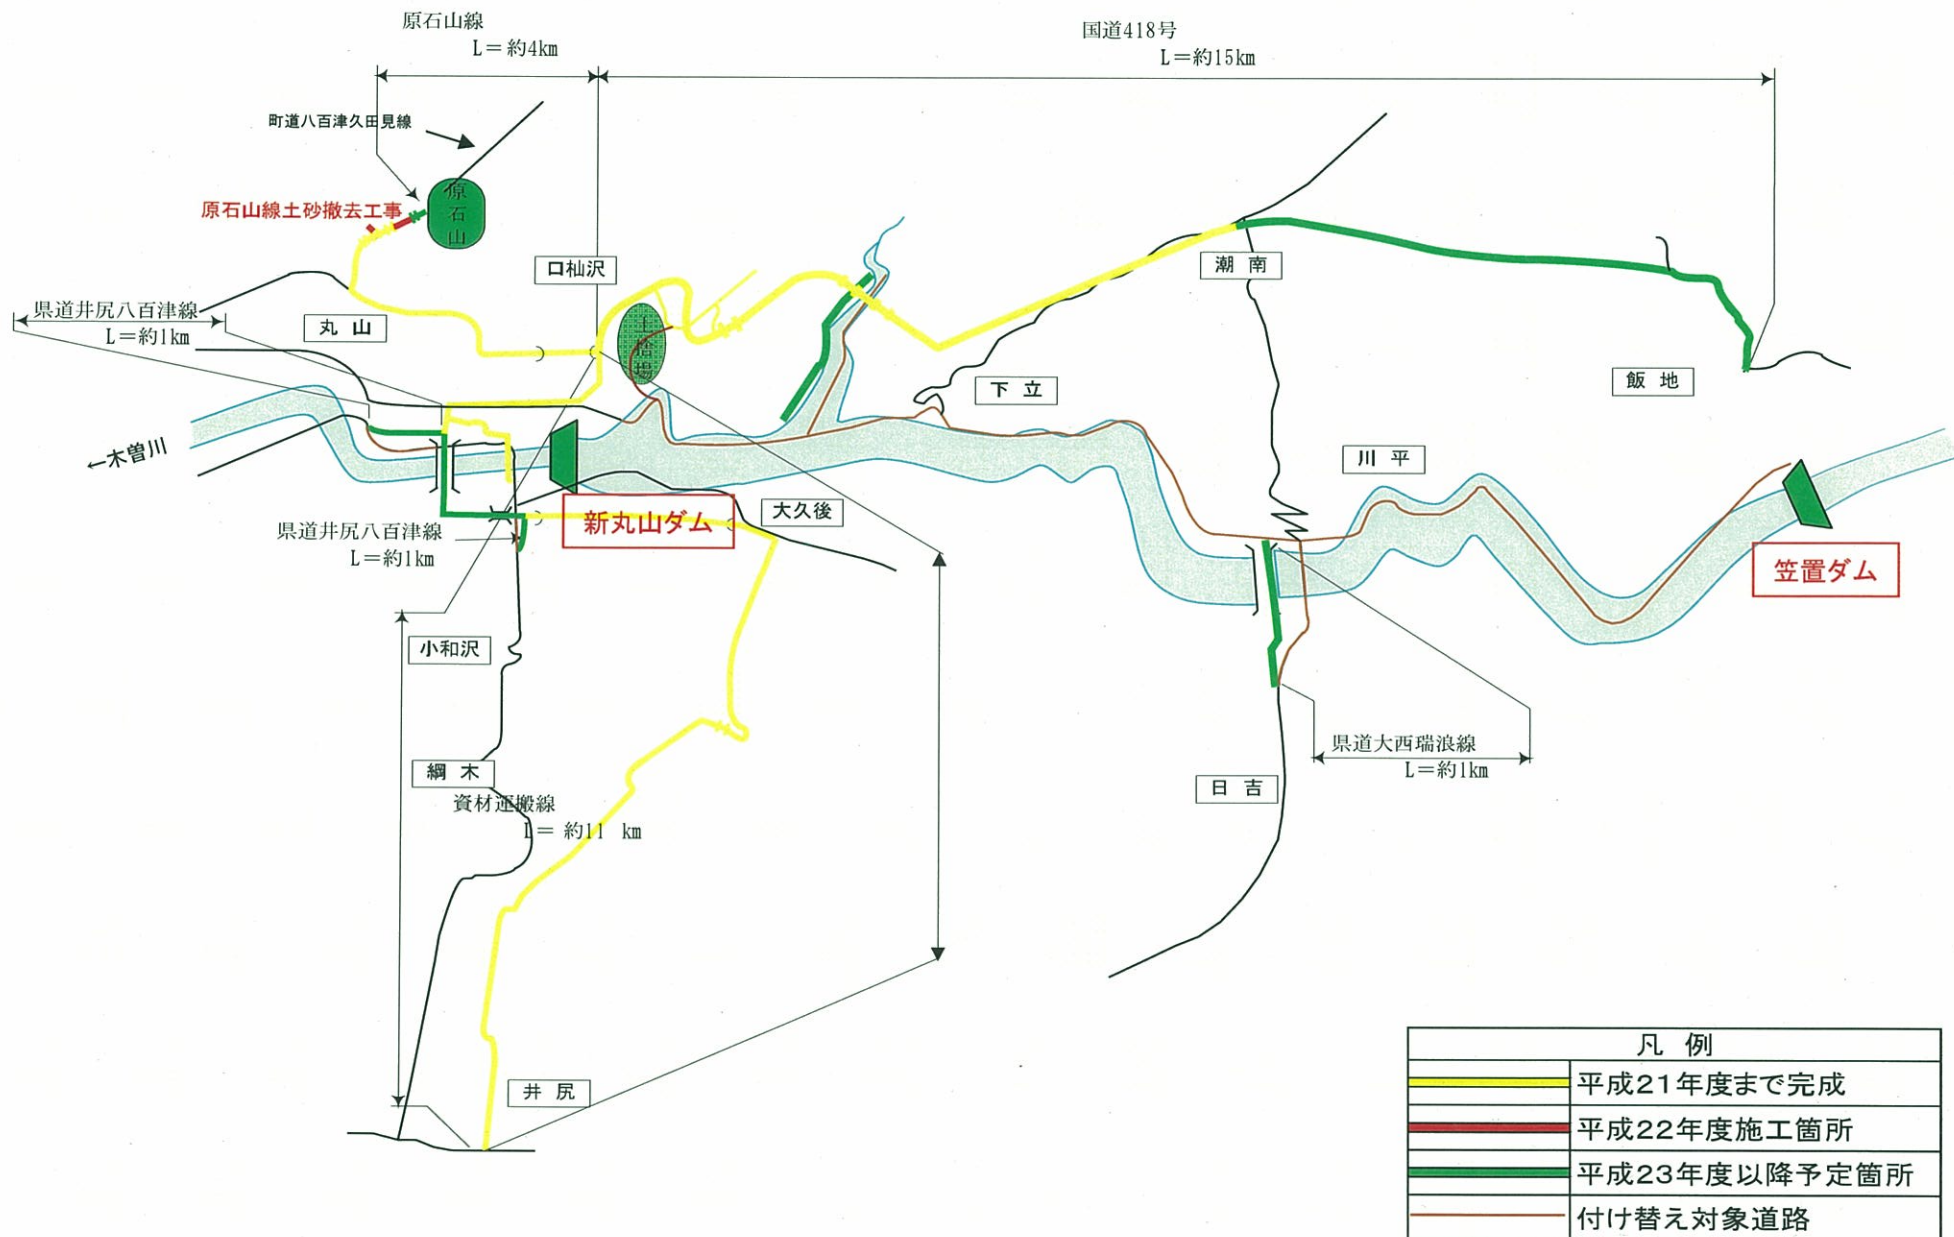 原石山線
L＝約4km
国道418号
L＝約15km
町道八百津久田見線
原石山
原石山線土砂撤去工事
口杣沢
潮南
県道井尻八百津線
L＝約1km
丸山
土捨場
下立
飯地
←木曽川
川平
新丸山ダム
大久後
県道井尻八百津線
L＝約1km
笠置ダム
小和沢
県道大西瑞浪線
L＝約1km
綱木
日吉
資材運搬線
L＝ 約11 km
井尻
凡例
平成21年度まで完成
平成22年度施工箇所
平成23年度以降予定箇所
付け替え対象道路